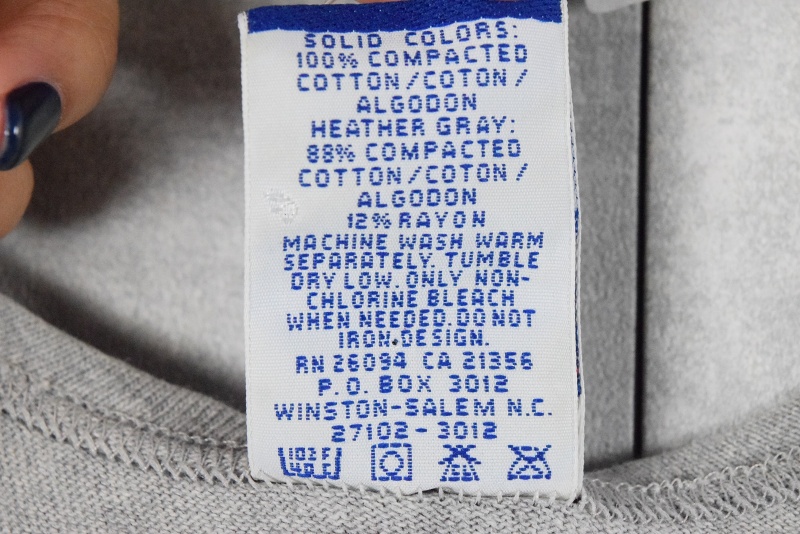 SOLID COLORS:
100% COMPACTED
COTTON/COTON/
ALGODON
HEATHER GRAY:
88% COMPACTED
COTTON/COTON/
ALGODON
12% RAYON
MACHINE WASH WARM
SEPARATELY. TUMBLE
DRY LOW. ONLY NON-
CHLORINE BLEACH
WHEN NEEDED. DO NOT
IRON DESIGN.
RN 26094 CA 21356
P.O. BOX 3012
WINSTON-SALEM N.C.
27102-3012